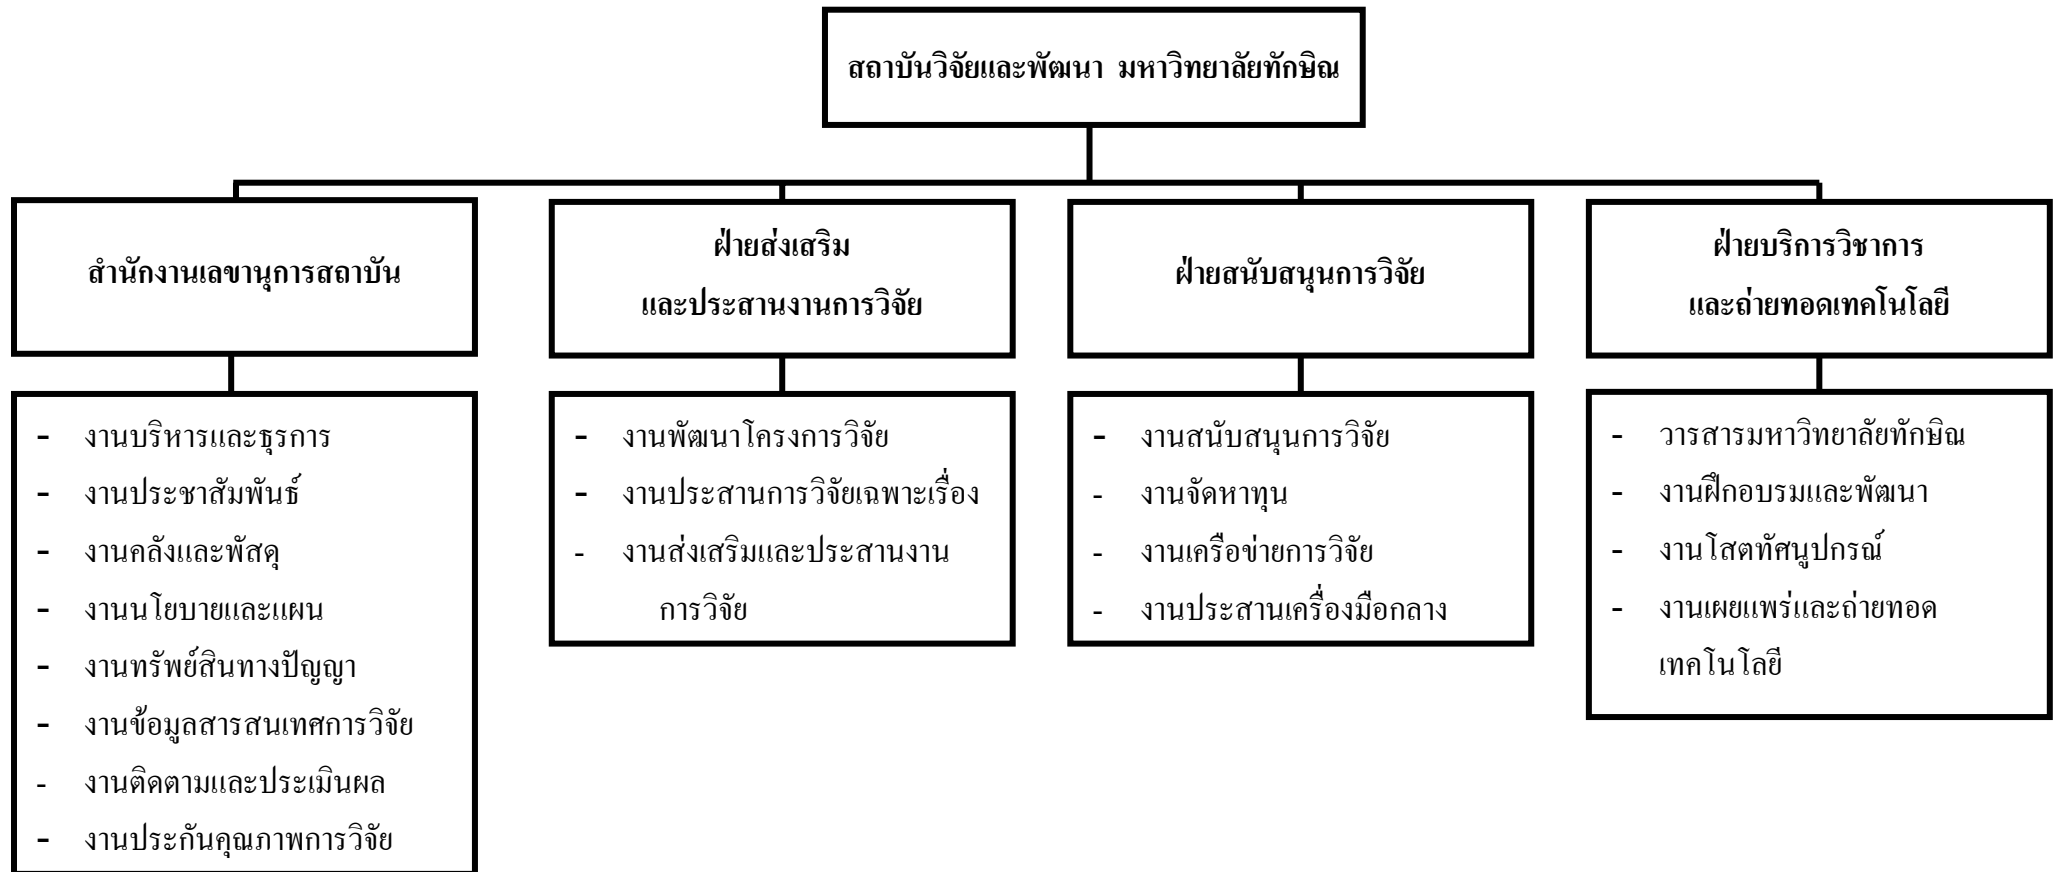 สถาบันวิจัยและพัฒนา มหาวิทยาลัยทักษิณ
สำนักงานเลขานุการสถาบัน
ฝ่ายส่งเสริม
และประสานงานการวิจัย
ฝ่ายสนับสนุนการวิจัย
ฝ่ายบริการวิชาการ
และถ่ายทอดเทคโนโลยี
- งานบริหารและธุรการ
- งานประชาสัมพันธ์
- งานคลังและพัสดุ
- งานนโยบายและแผน
- งานทรัพย์สินทางปัญญา
- งานข้อมูลสารสนเทศการวิจัย
- งานติดตามและประเมินผล
- งานประกันคุณภาพการวิจัย
- งานพัฒนาโครงการวิจัย
- งานประสานการวิจัยเฉพาะเรื่อง
- งานส่งเสริมและประสานงาน
การวิจัย
- งานสนับสนุนการวิจัย
- งานจัดหาทุน
- งานเครือข่ายการวิจัย
- งานประสานเครื่องมือกลาง
- วารสารมหาวิทยาลัยทักษิณ
- งานฝึกอบรมและพัฒนา
- งานโสตทัศนูปกรณ์
- งานเผยแพร่และถ่ายทอด
เทคโนโลยี